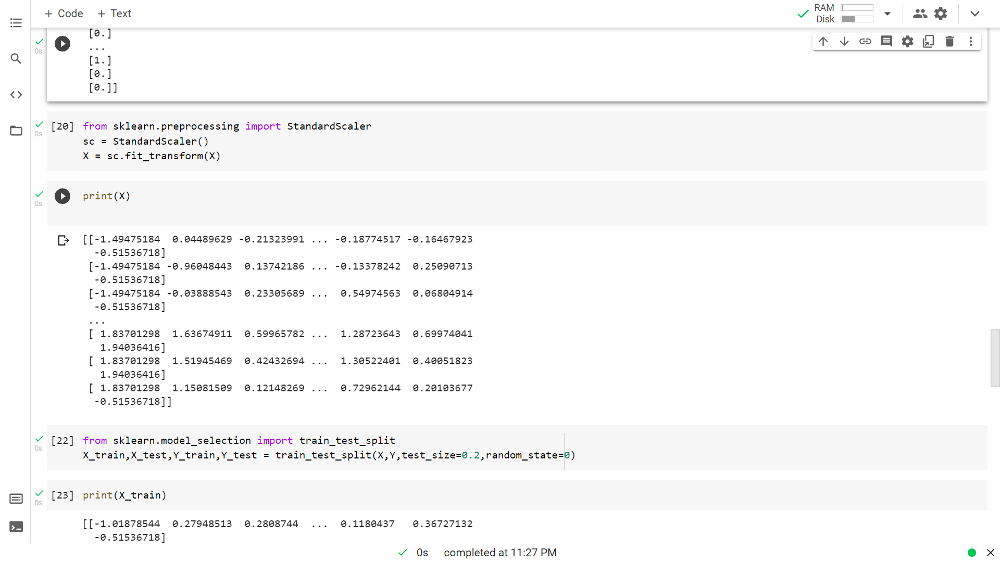 + Code + Text
RAM
Disk
[0.]
...
[1.]
[0.]
[0.]]
0s
[20] from sklearn.preprocessing import StandardScaler
sc = StandardScaler()
X = sc.fit_transform(X)
0s
print(X)
0s
[[-1.49475184 0.04489629 -0.21323991 ... -0.18774517 -0.16467923
-0.51536718]
[-1.49475184 -0.96048443 0.13742186 ... -0.13378242 0.25090713
-0.51536718]
[-1.49475184 -0.03888543 0.23305689 ... 0.54974563 0.06804914
-0.51536718]
...
[ 1.83701298 1.63674911 0.59965782 ... 1.28723643 0.69974041
1.94036416]
[ 1.83701298 1.51945469 0.42432694 ... 1.30522401 0.40051823
1.94036416]
[ 1.83701298 1.15081509 0.12148269 ... 0.72962144 0.20103677
-0.51536718]]
[22] from sklearn.model_selection import train_test_split
0s
X_train,X_test,Y_train,Y_test = train_test_split(X,Y,test_size=0.2,random_state=0)
[23] print(X_train)
0s
[[-1.01878544 0.27948513 0.2808744 ... 0.1180437 0.36727132
-0.51536718]
0s completed at 11:27 PM